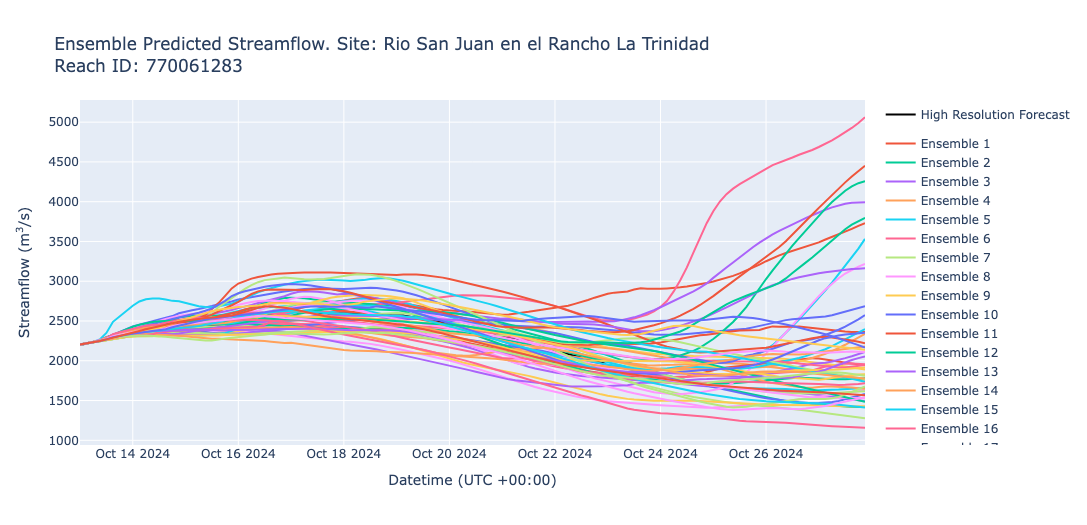 Ensemble Predicted Streamflow. Site: Rio San Juan en el Rancho La Trinidad
Reach ID: 770061283
Streamflow (m³/s)
5000
4500
4000
3500
3000
2500
2000
1500
1000
Oct 14 2024
Oct 16 2024
Oct 18 2024
Oct 20 2024
Oct 22 2024
Oct 24 2024
Oct 26 2024
Datetime (UTC +00:00)
High Resolution Forecast
Ensemble 1
Ensemble 2
Ensemble 3
Ensemble 4
Ensemble 5
Ensemble 6
Ensemble 7
Ensemble 8
Ensemble 9
Ensemble 10
Ensemble 11
Ensemble 12
Ensemble 13
Ensemble 14
Ensemble 15
Ensemble 16
Ensemble 17